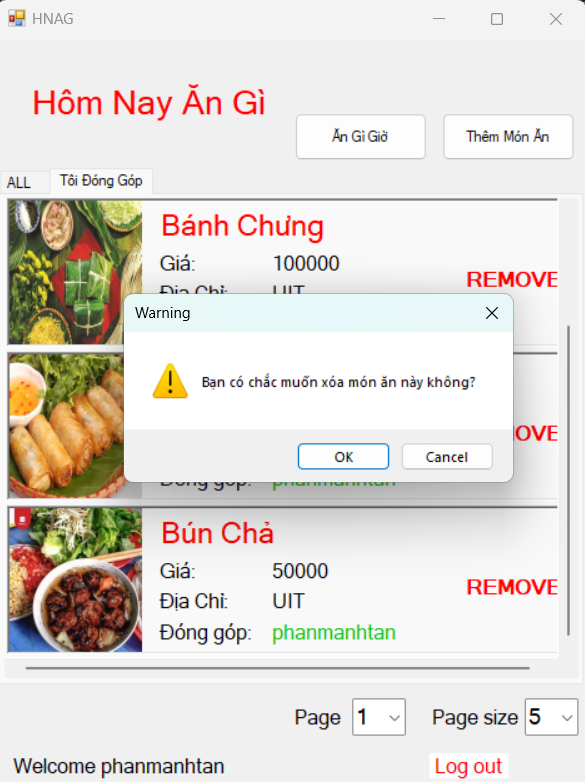 HNAG
Hôm Nay Ăn Gì
Ăn Gì Giờ
Thêm Món Ăn
ALL
Tôi Đóng Góp
Bánh Chưng
Giá: 100000
Địa Chỉ: UIT
REMOVE
Warning
Bạn có chắc muốn xóa món ăn này không?
OK
Cancel
Đóng góp: phanmanhtan
Bún Chả
Giá: 50000
Địa Chỉ: UIT
REMOVE
Đóng góp: phanmanhtan
Page 1
Page size 5
Welcome phanmanhtan
Log out